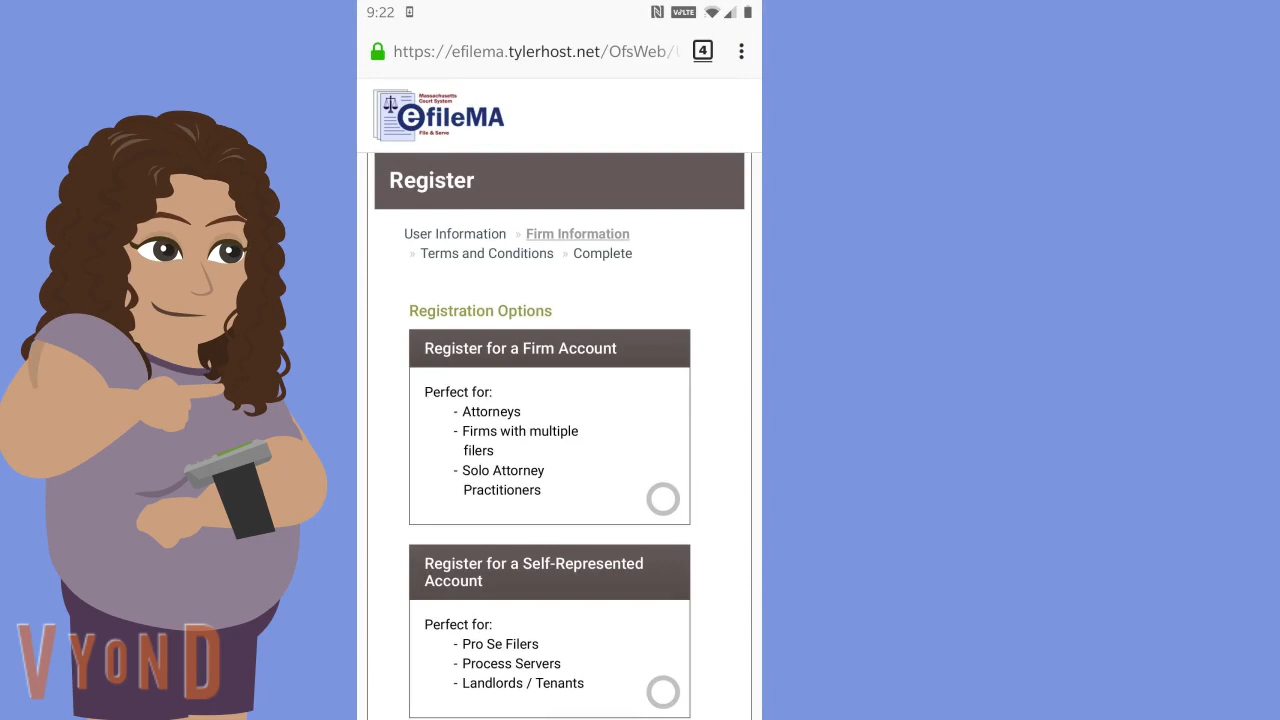 9:22
VoLTE
https://efilema.tylerhost.net/OfsWeb/
4
Massachusetts
Court System
efileMA
File & Serve
Register
User Information » Firm Information
» Terms and Conditions » Complete
Registration Options
Register for a Firm Account
Perfect for:
- Attorneys
- Firms with multiple
filers
- Solo Attorney
Practitioners
Register for a Self-Represented
Account
Perfect for:
- Pro Se Filers
- Process Servers
- Landlords / Tenants
VYOND